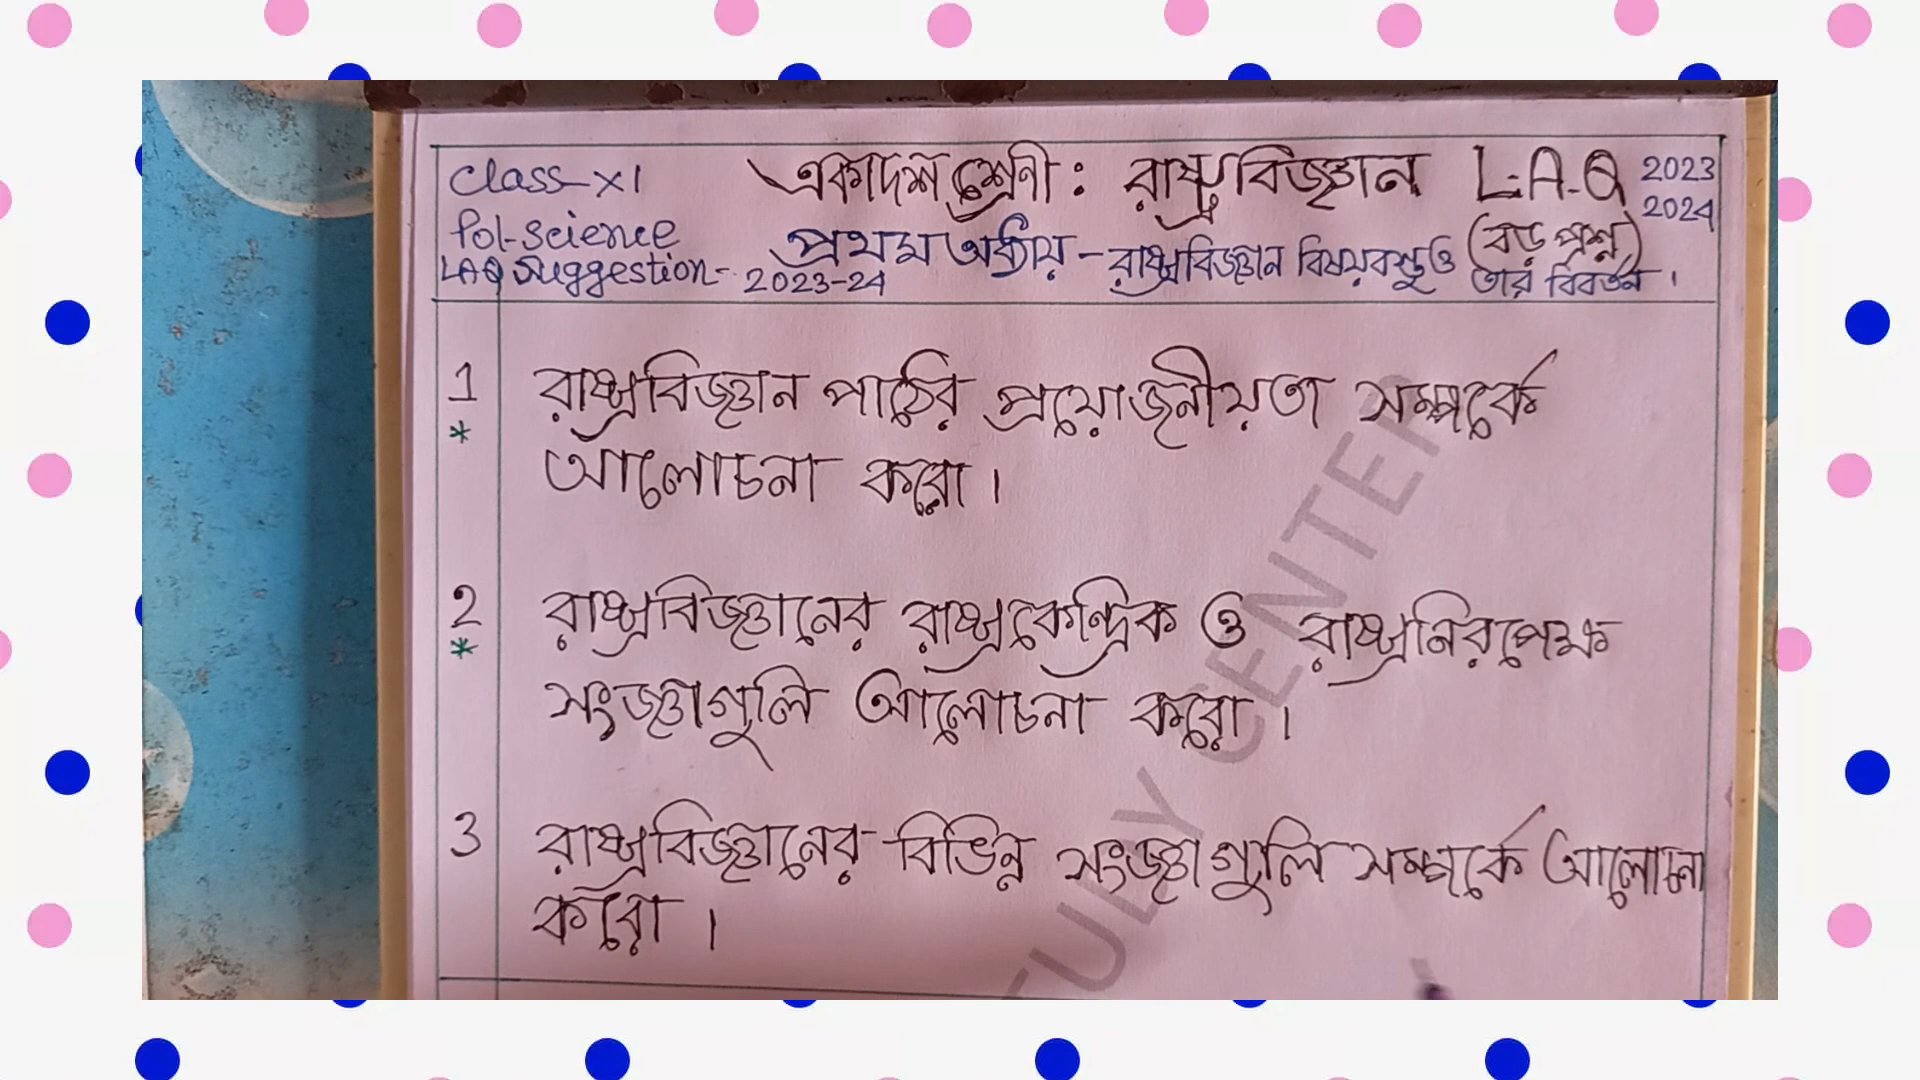 Class-XI
Pol-Science
LAQ Suggestion-2023-24
একাদশ শ্রেণী : রাষ্ট্রবিজ্ঞান L.A.Q 2023
2024
(বড় প্রশ্ন)
প্রথম অধ্যায় - রাষ্ট্রবিজ্ঞান বিষয়বস্তু ও তার বিবর্তন ।
1 রাষ্ট্রবিজ্ঞান পাঠের প্রয়োজনীয়তা সম্পর্কে
* আলোচনা করো ।
2 রাষ্ট্রবিজ্ঞানের রাষ্ট্রকেন্দ্রিক ও রাষ্ট্রনিরপেক্ষ
* সংজ্ঞাগুলি আলোচনা করো ।
3 রাষ্ট্রবিজ্ঞানের বিভিন্ন সংজ্ঞাগুলি সম্পর্কে আলোচনা
করো ।
TULY CENTER